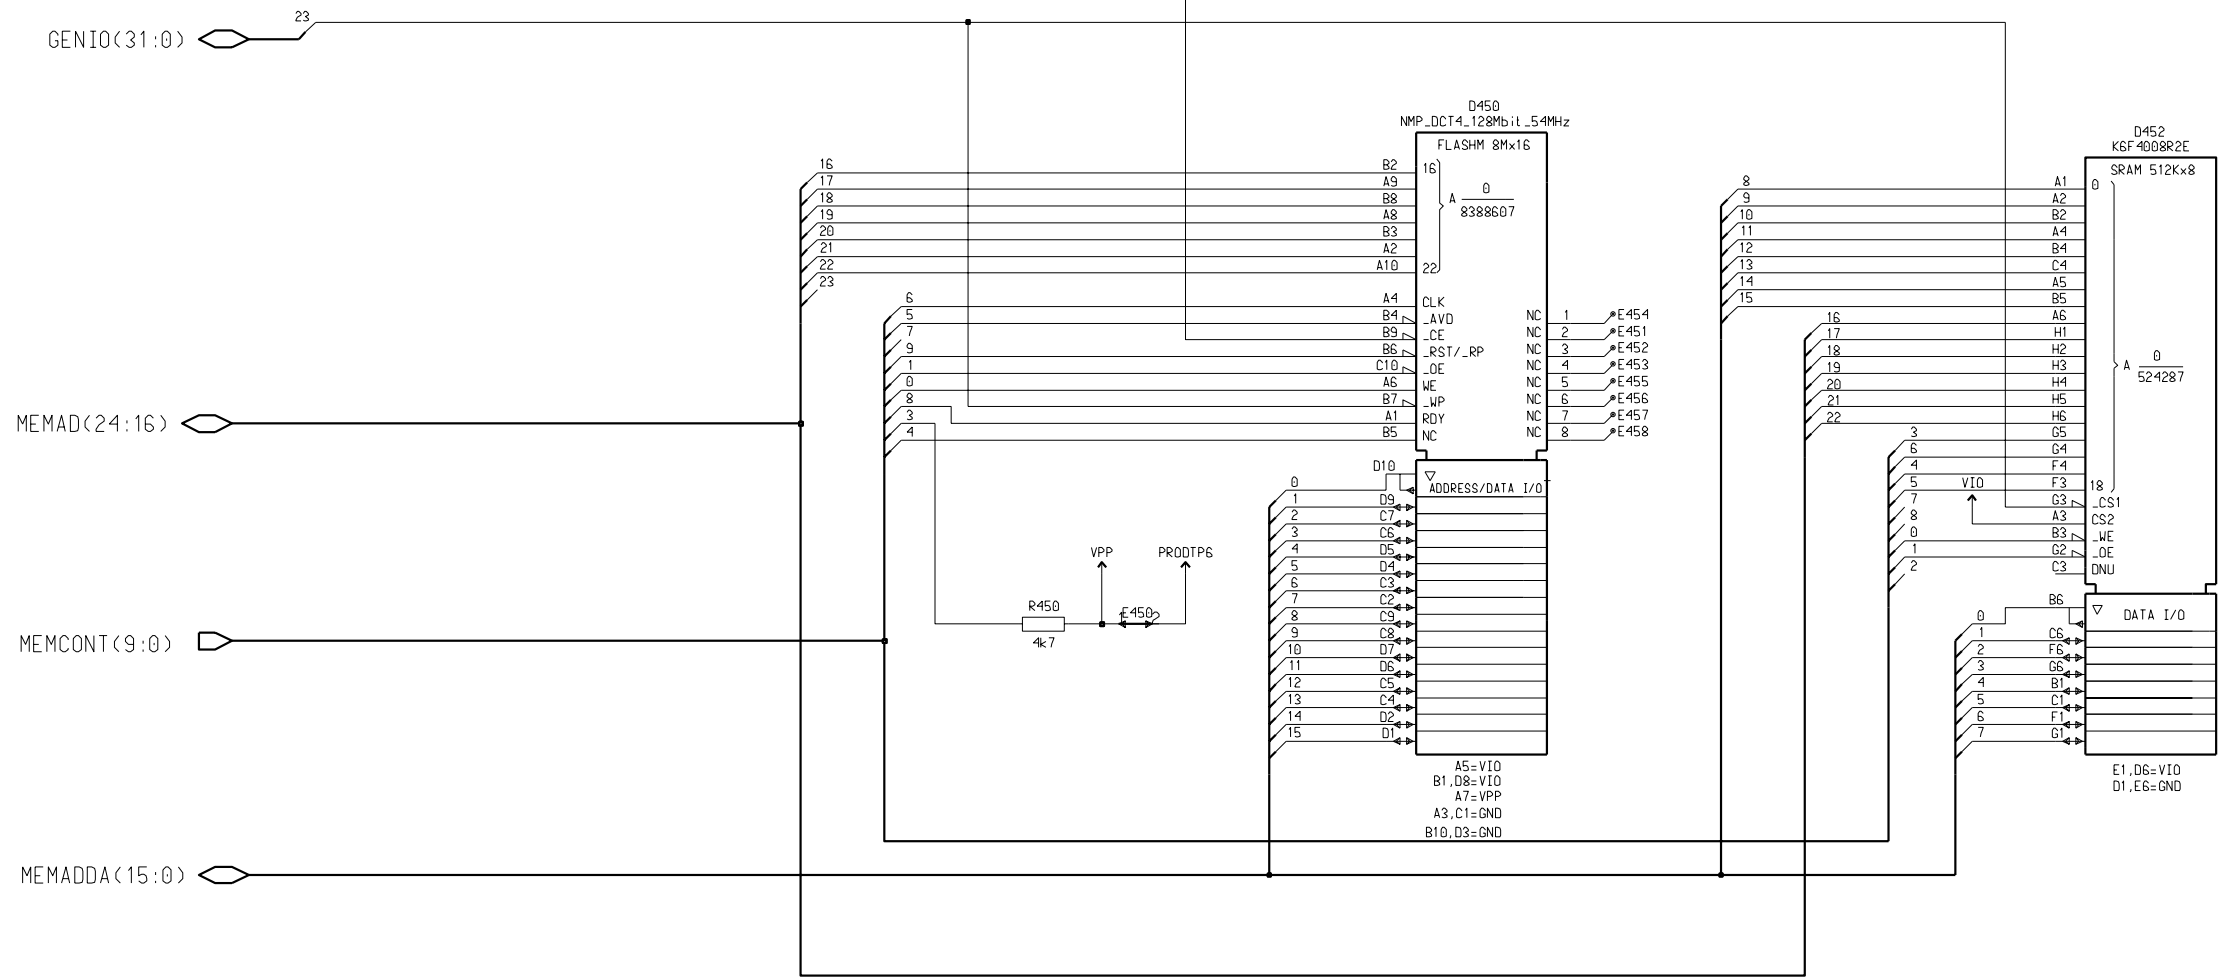 23
GENIO(31:0)
D450
NMP_DCT4_128Mbit_54MHz
FLASHM 8Mx16
16 B2 16
17 A9
18 B8
19 A8
20 B3
21 A2
22 A10 22
23
A 0
8388607
6 A4 CLK
5 B4 _AVD
7 B9 _CE
9 B6 _RST/_RP
1 C10 _OE
0 A6 WE
8 B7 _WP
3 A1 RDY
4 B5 NC
NC 1 E454
NC 2 E451
NC 3 E452
NC 4 E453
NC 5 E455
NC 6 E456
NC 7 E457
NC 8 E458
MEMAD(24:16)
D10
ADDRESS/DATA I/O
0
1 D9
2 C7
3 C6
4 D5
5 D4
6 C3
7 C2
8 C9
9 C8
10 D7
11 D6
12 C5
13 C4
14 D2
15 D1
A5=VIO
B1,D8=VIO
A7=VPP
A3,C1=GND
B10,D3=GND
VPP
PRODTP6
R450
4k7
E450
1
2
MEMCONT(9:0)
MEMADDA(15:0)
D452
K6F4008R2E
SRAM 512Kx8
8 A1 0
9 A2
10 B2
11 A4
12 B4
13 C4
14 A5
15 B5
16 A6
17 H1
18 H2
19 H3
20 H4
21 H5
22 H6
A 0
524287
3 G5
6 G4
4 F4
5 F3 18
7 G3 _CS1
8 A3 CS2
0 B3 _WE
1 G2 _OE
2 C3 DNU
VIO
B6
DATA I/O
0
1 C6
2 F6
3 G6
4 B1
5 C1
6 F1
7 G1
E1,D6=VIO
D1,E6=GND